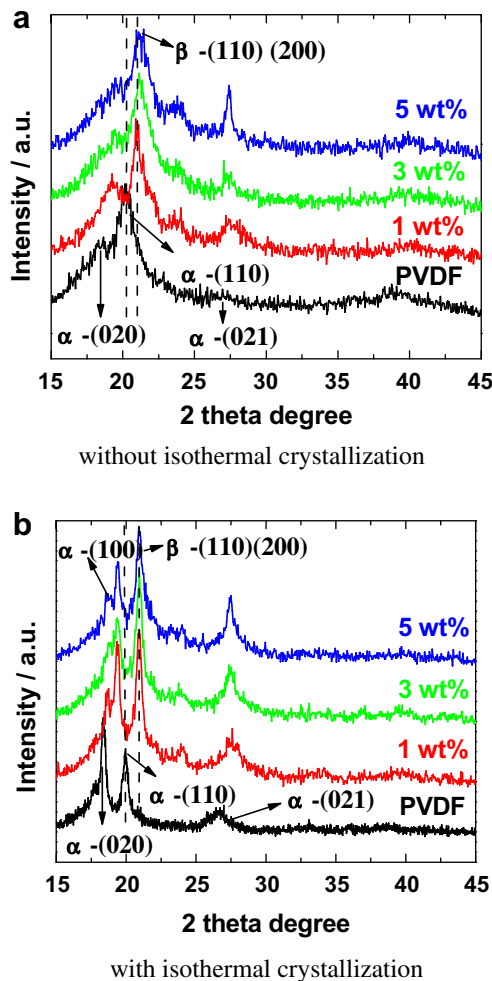 a
β -(110) (200)
5 wt%
3 wt%
1 wt%
α -(110)
PVDF
α -(020)
α -(021)
Intensity / a.u.
15 20 25 30 35 40 45
2 theta degree
without isothermal crystallization
b
α -(100)
β -(110)(200)
5 wt%
3 wt%
1 wt%
α -(110)
α -(021)
PVDF
α -(020)
Intensity / a.u.
15 20 25 30 35 40 45
2 theta degree
with isothermal crystallization